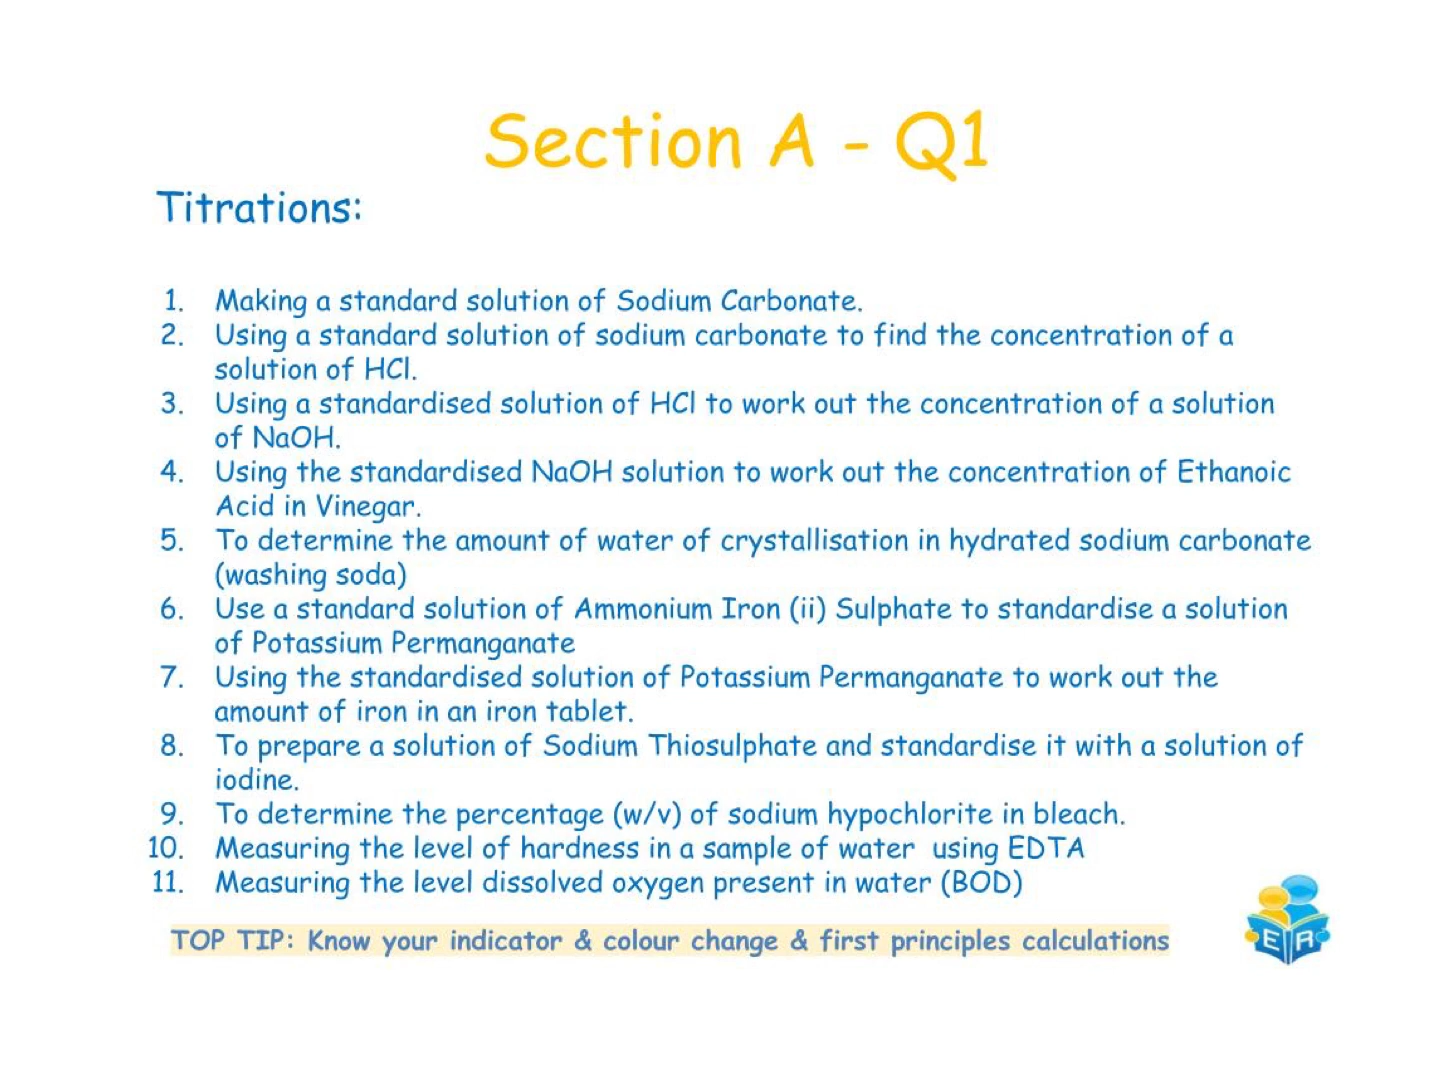 Section A - Q1
Titrations:
1. Making a standard solution of Sodium Carbonate.
2. Using a standard solution of sodium carbonate to find the concentration of a
solution of HCl.
3. Using a standardised solution of HCl to work out the concentration of a solution
of NaOH.
4. Using the standardised NaOH solution to work out the concentration of Ethanoic
Acid in Vinegar.
5. To determine the amount of water of crystallisation in hydrated sodium carbonate
(washing soda)
6. Use a standard solution of Ammonium Iron (ii) Sulphate to standardise a solution
of Potassium Permanganate
7. Using the standardised solution of Potassium Permanganate to work out the
amount of iron in an iron tablet.
8. To prepare a solution of Sodium Thiosulphate and standardise it with a solution of
iodine.
9. To determine the percentage (w/v) of sodium hypochlorite in bleach.
10. Measuring the level of hardness in a sample of water using EDTA
11. Measuring the level dissolved oxygen present in water (BOD)
TOP TIP: Know your indicator & colour change & first principles calculations
E R